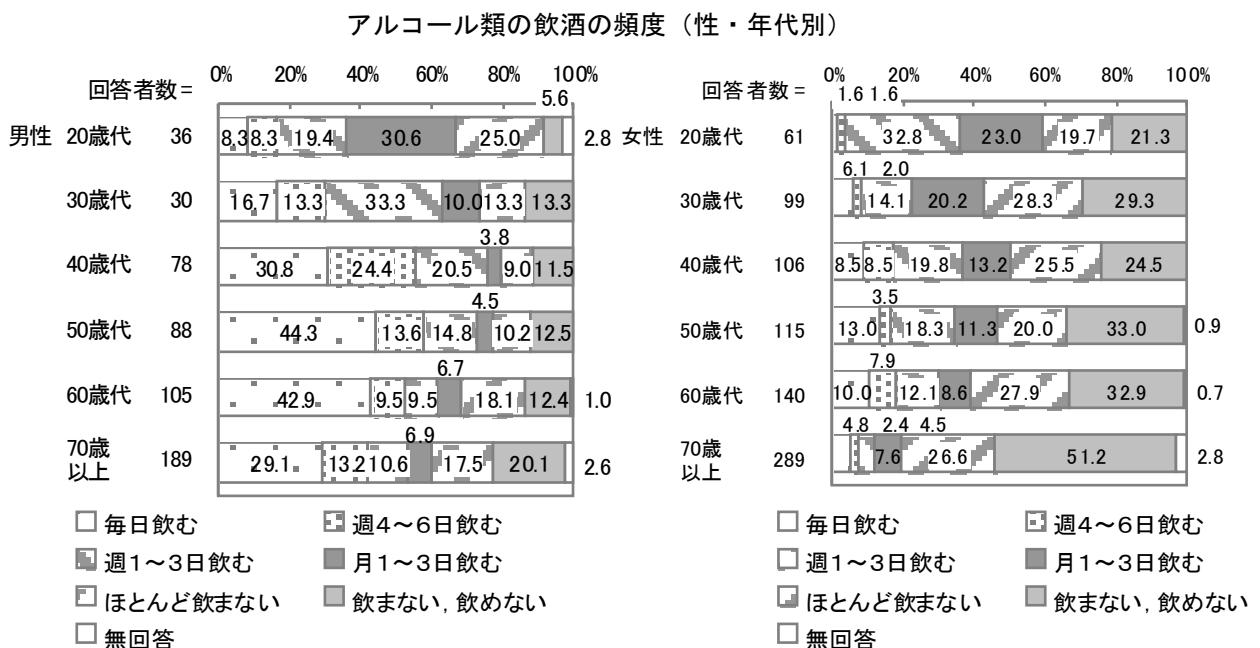 アルコール類の飲酒の頻度（性・年代別）
回答者数＝
0% 20% 40% 60% 80% 100%
5.6
男性 20歳代 36 8.3 8.3 19.4 30.6 25.0 2.8
30歳代 30 16.7 13.3 33.3 10.0 13.3 13.3
3.8
40歳代 78 30.8 24.4 20.5 9.0 11.5
4.5
50歳代 88 44.3 13.6 14.8 10.2 12.5
6.7
60歳代 105 42.9 9.5 9.5 18.1 12.4 1.0
6.9
70歳
以上
189 29.1 13.2 10.6 17.5 20.1 2.6
毎日飲む 週４～６日飲む
週１～３日飲む 月１～３日飲む
ほとんど飲まない 飲まない，飲めない
無回答
回答者数＝
0% 20% 40% 60% 80% 100%
1.6 1.6
女性 20歳代 61 32.8 23.0 19.7 21.3
6.1 2.0
30歳代 99 14.1 20.2 28.3 29.3
40歳代 106 8.5 8.5 19.8 13.2 25.5 24.5
3.5
50歳代 115 13.0 18.3 11.3 20.0 33.0 0.9
7.9
60歳代 140 10.0 12.1 8.6 27.9 32.9 0.7
4.8 2.4 4.5
70歳
以上
289 7.6 26.6 51.2 2.8
毎日飲む 週４～６日飲む
週１～３日飲む 月１～３日飲む
ほとんど飲まない 飲まない，飲めない
無回答